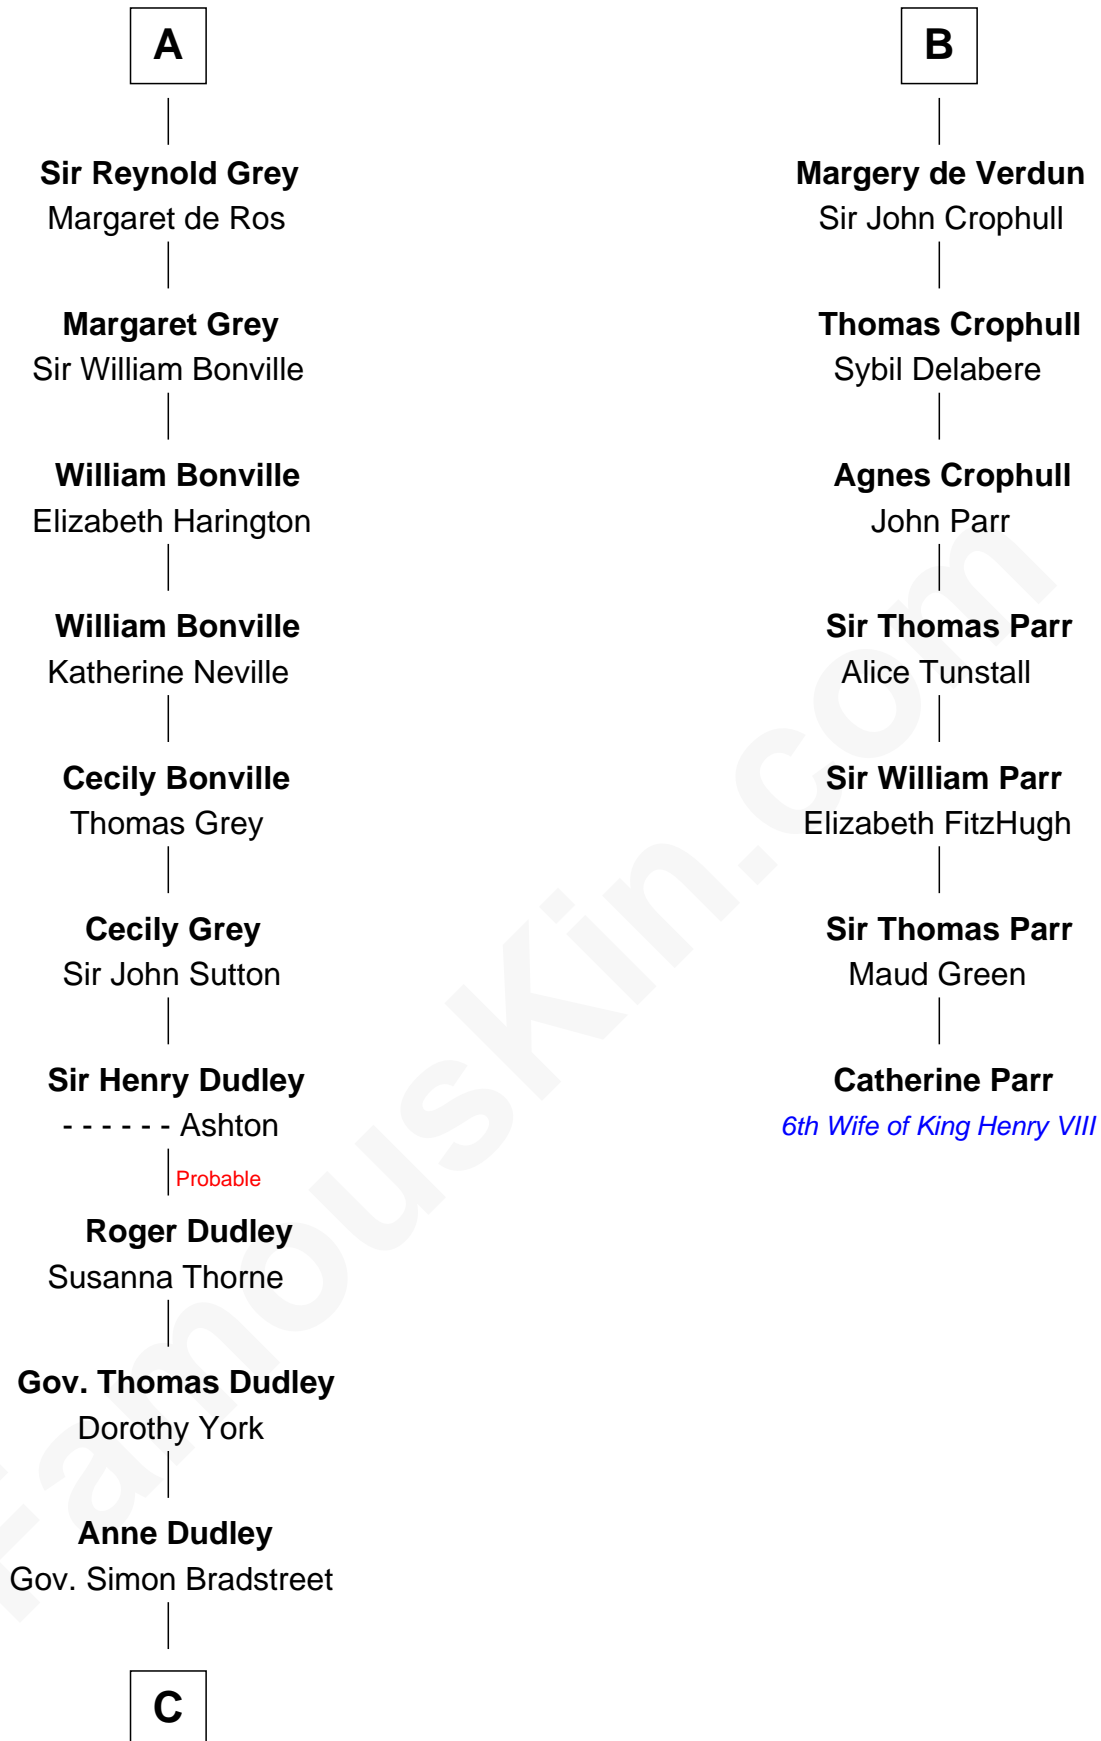 A
Sir Reynold Grey
Margaret de Ros
Margaret Grey
Sir William Bonville
William Bonville
Elizabeth Harington
William Bonville
Katherine Neville
Cecily Bonville
Thomas Grey
Cecily Grey
Sir John Sutton
Sir Henry Dudley
- - - - - - Ashton
Probable
Roger Dudley
Susanna Thorne
Gov. Thomas Dudley
Dorothy York
Anne Dudley
Gov. Simon Bradstreet
C
B
Margery de Verdun
Sir John Crophull
Thomas Crophull
Sybil Delabere
Agnes Crophull
John Parr
Sir Thomas Parr
Alice Tunstall
Sir William Parr
Elizabeth FitzHugh
Sir Thomas Parr
Maud Green
Catherine Parr
6th Wife of King Henry VIII
FamousKin.com